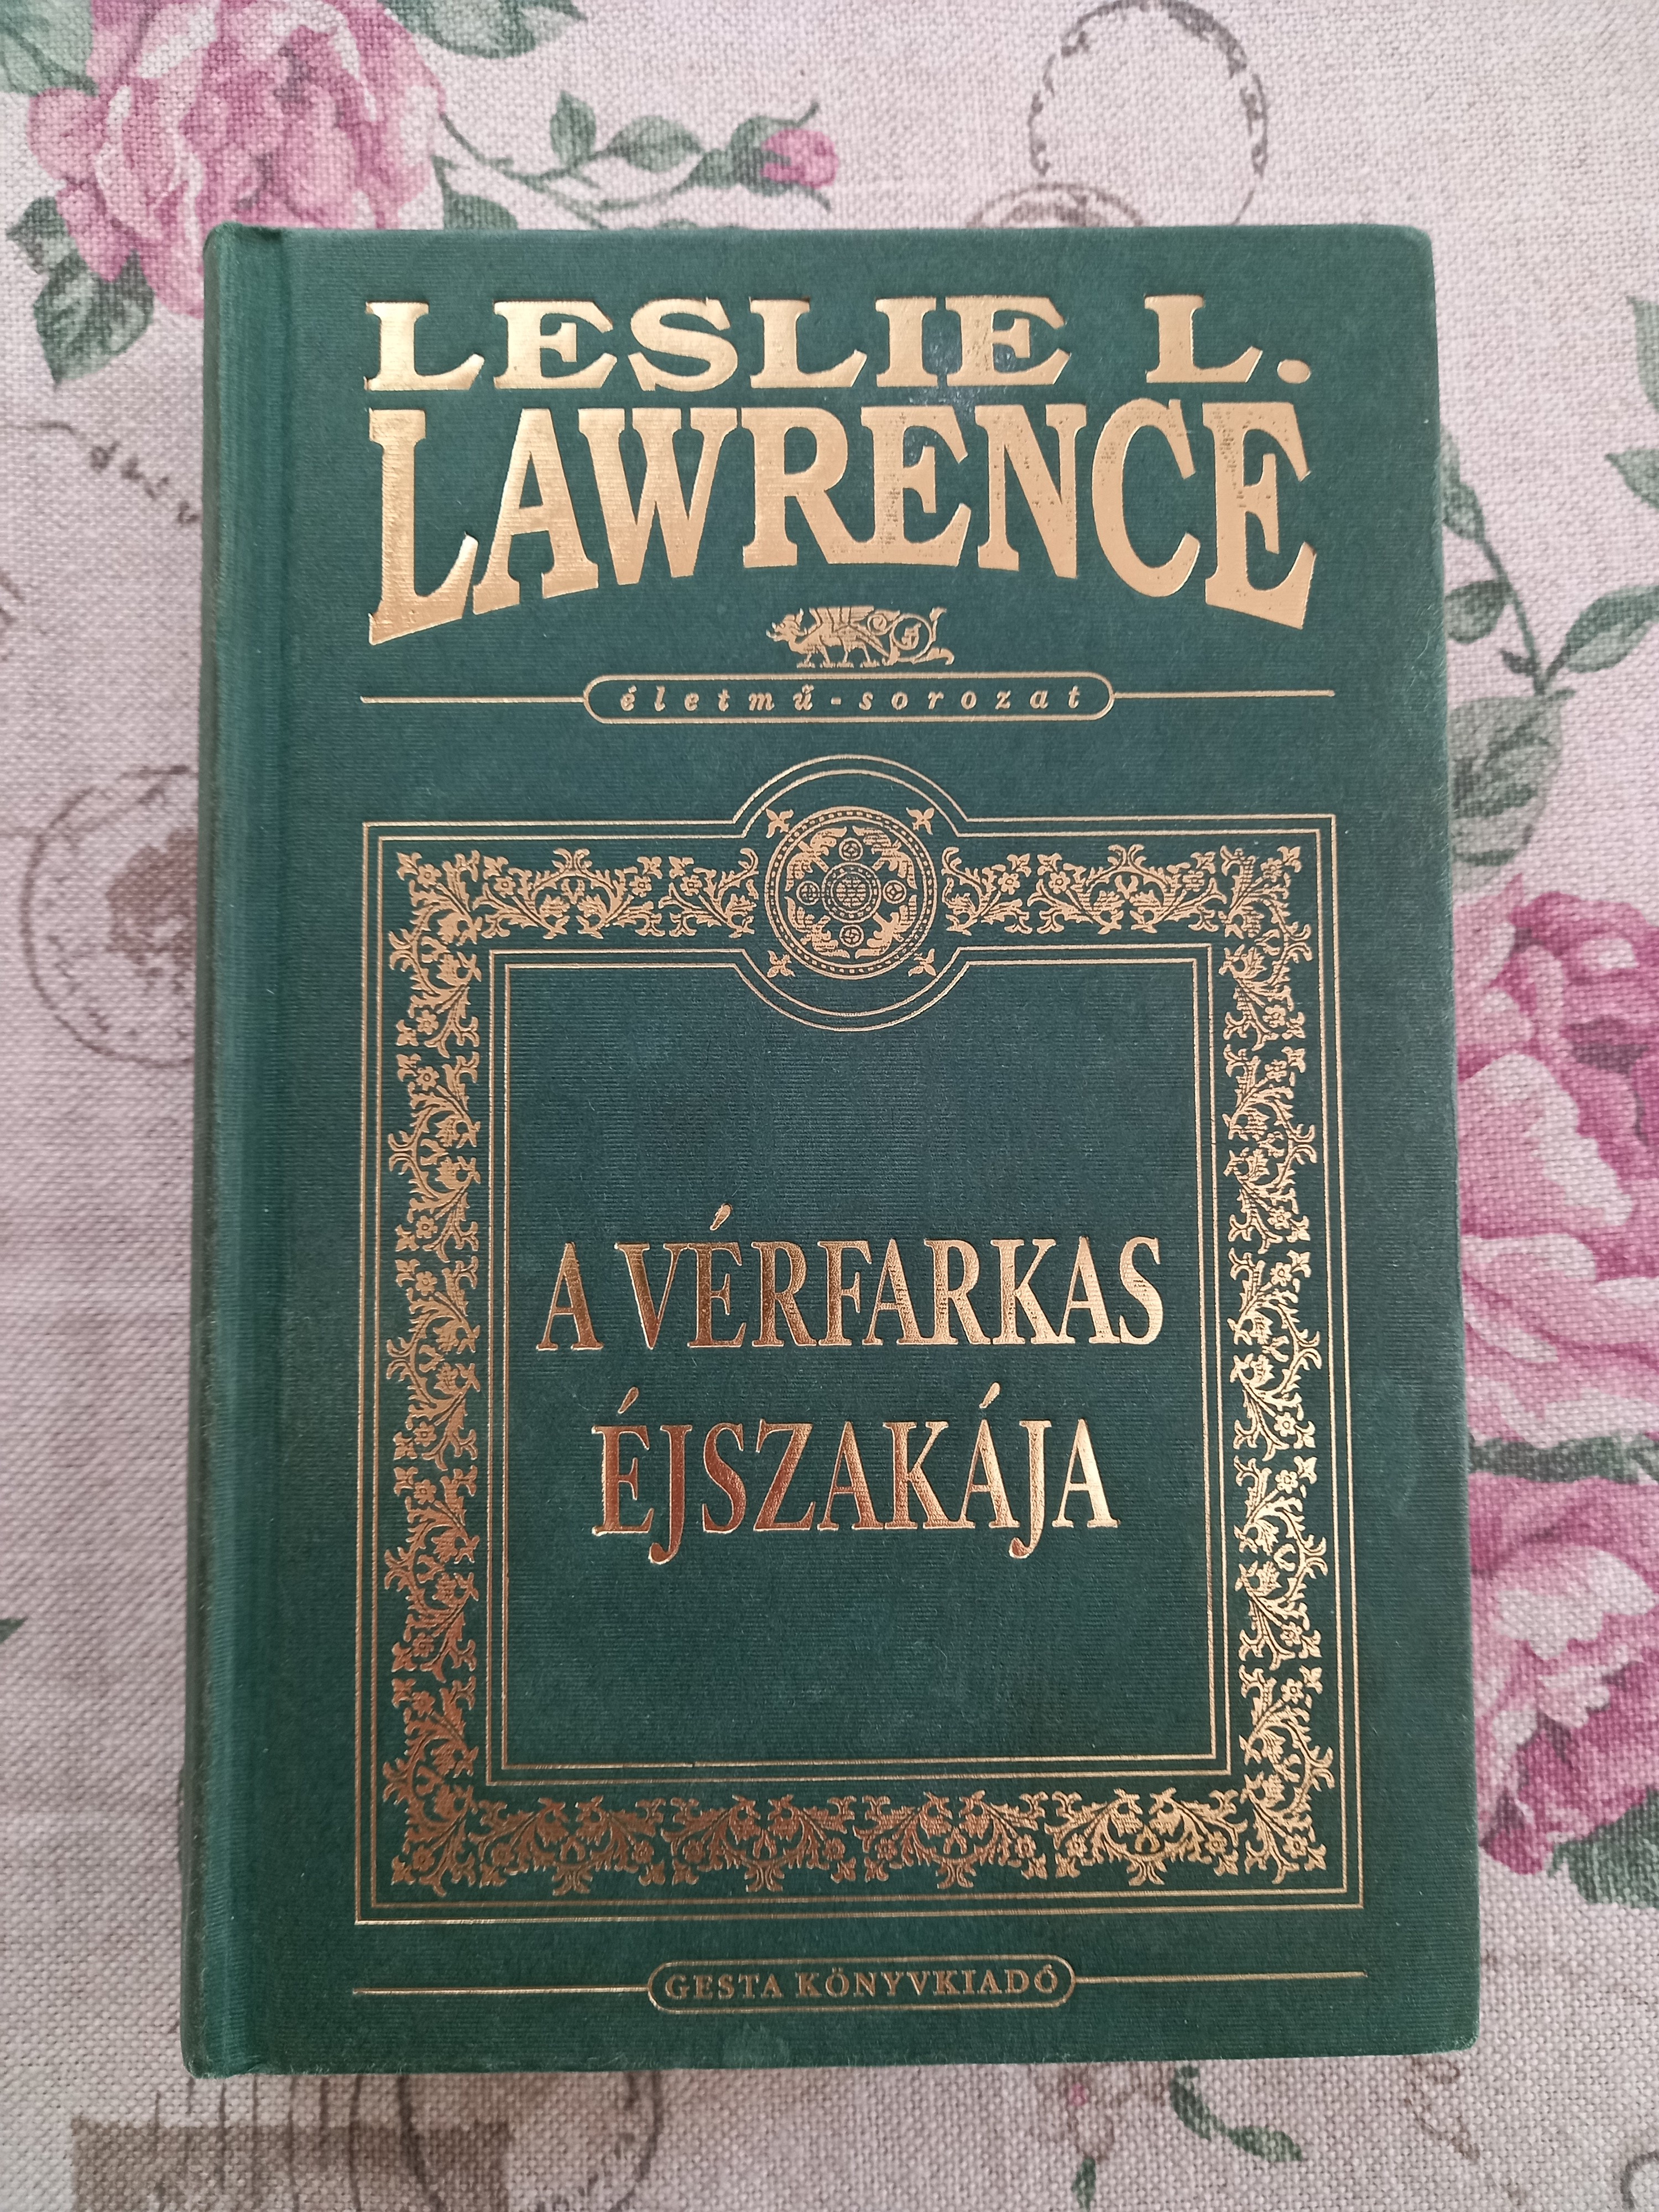 LESLIE L.
LAWRENCE
életmű-sorozat
A VÉRFARKAS
ÉJSZAKÁJA
GESTA KÖNYVKIADÓ